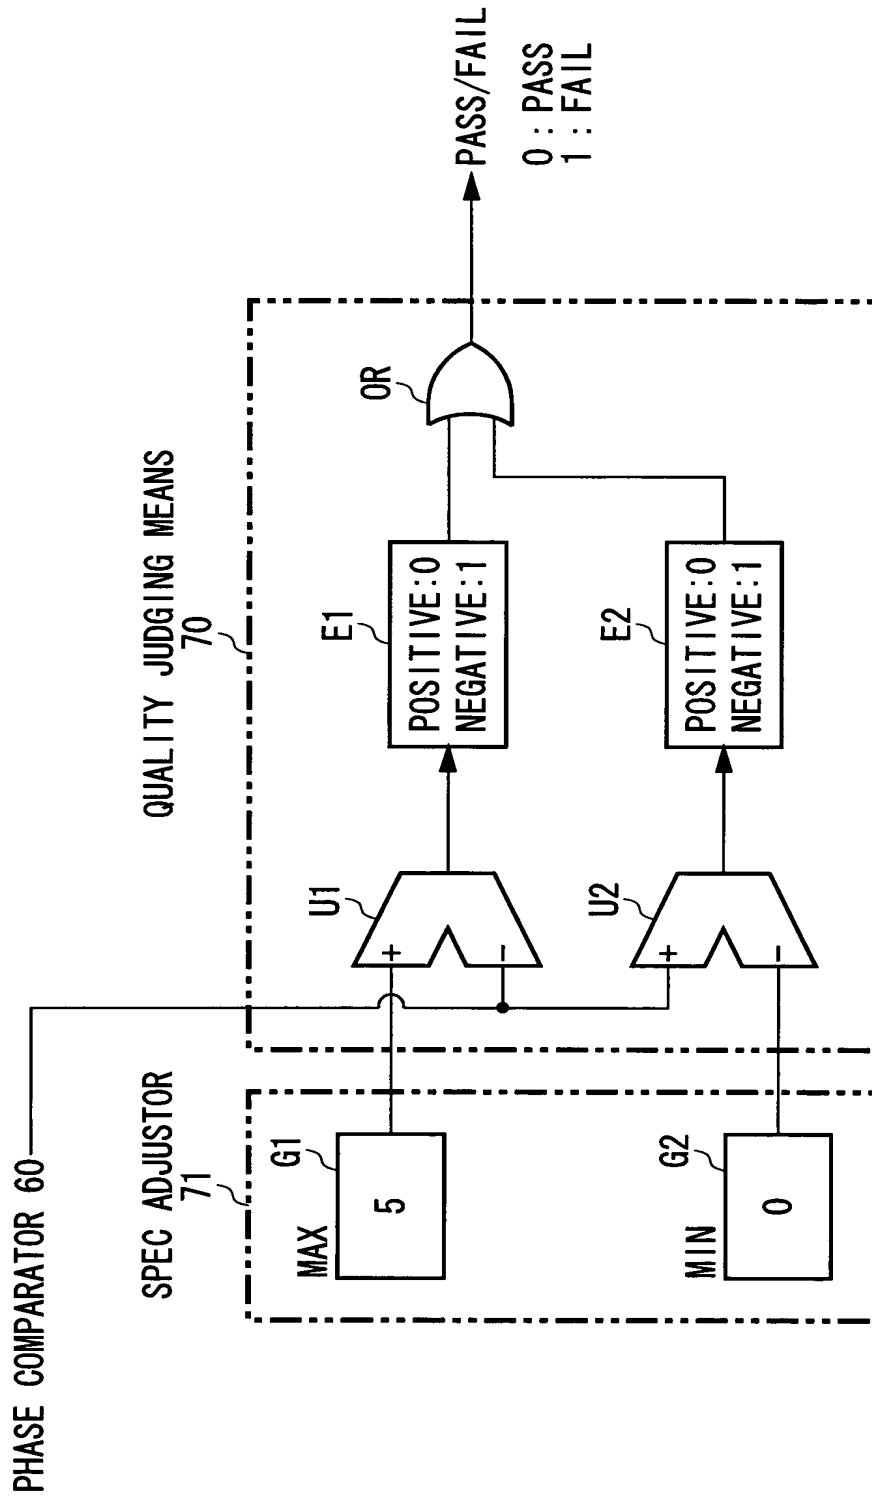 PHASE COMPARATOR 60
SPEC ADJUSTOR
71
QUALITY JUDGING MEANS
70
MAX
G1
5
U1
+
-
E1
POSITIVE:0
NEGATIVE:1
OR
PASS/FAIL
0 : PASS
1 : FAIL
MIN
G2
0
U2
+
-
E2
POSITIVE:0
NEGATIVE:1